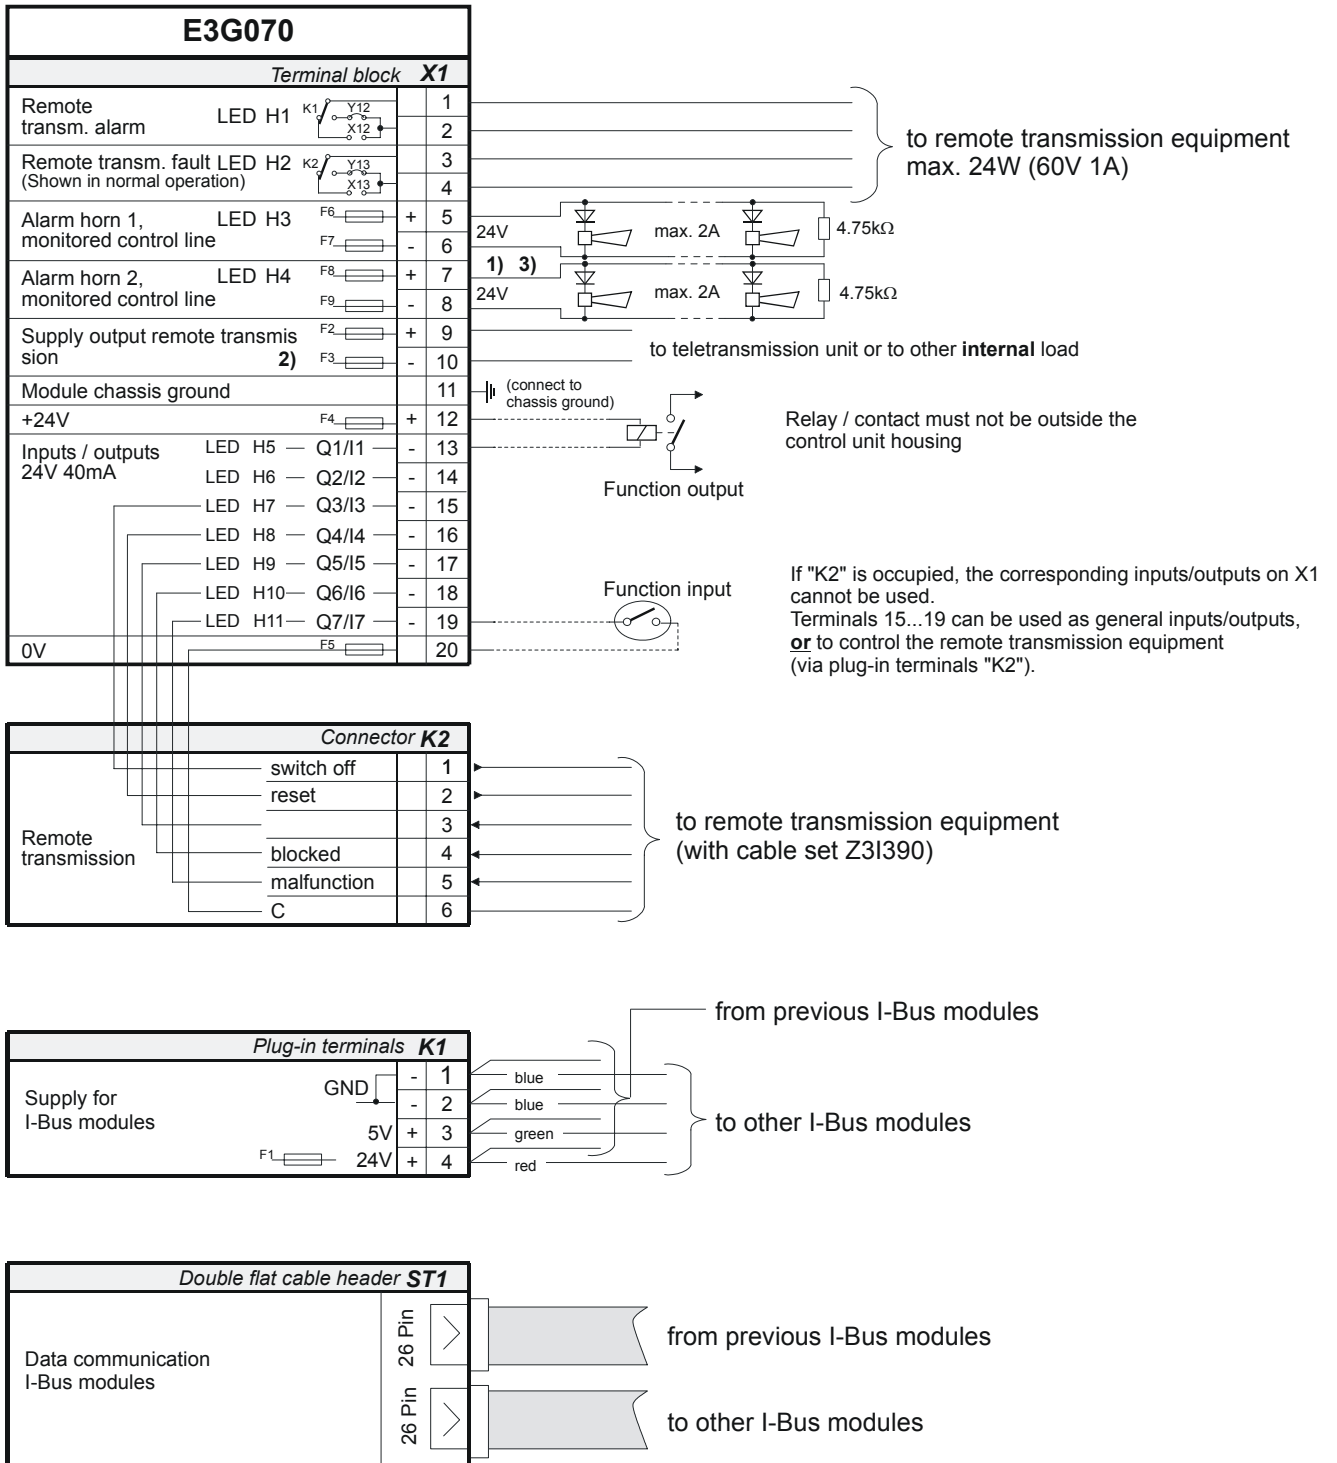 E3G070
Terminal block X1
Remote transm. alarm LED H1 K1 Y12 X12 1 2
to remote transmission equipment
max. 24W (60V 1A)
Remote transm. fault LED H2 K2 Y13 X13 3 4
(Shown in normal operation)
Alarm horn 1, LED H3 F6 + 5
monitored control line F7 - 6
24V max. 2A 4.75kΩ
1) 3)
Alarm horn 2, LED H4 F8 + 7
monitored control line F9 - 8
24V max. 2A 4.75kΩ
Supply output remote transmis F2 + 9
sion 2) F3 - 10
to teletransmission unit or to other internal load
Module chassis ground 11
(connect to
chassis ground)
+24V F4 + 12
Relay / contact must not be outside the
control unit housing
Inputs / outputs
24V 40mA
LED H5 Q1/I1 - 13
LED H6 Q2/I2 - 14
Function output
LED H7 Q3/I3 - 15
LED H8 Q4/I4 - 16
LED H9 Q5/I5 - 17
LED H10 Q6/I6 - 18
Function input
LED H11 Q7/I7 - 19
0V F5 20
If "K2" is occupied, the corresponding inputs/outputs on X1
cannot be used.
Terminals 15...19 can be used as general inputs/outputs,
or to control the remote transmission equipment
(via plug-in terminals "K2").
Connector K2
Remote
transmission
switch off 1
reset 2
3
blocked 4
malfunction 5
C 6
to remote transmission equipment
(with cable set Z3I390)
from previous I-Bus modules
Plug-in terminals K1
Supply for
I-Bus modules
GND - 1 blue
- 2 blue
5V + 3 green
F1 24V + 4 red
to other I-Bus modules
Double flat cable header ST1
Data communication
I-Bus modules
26 Pin
from previous I-Bus modules
26 Pin
to other I-Bus modules